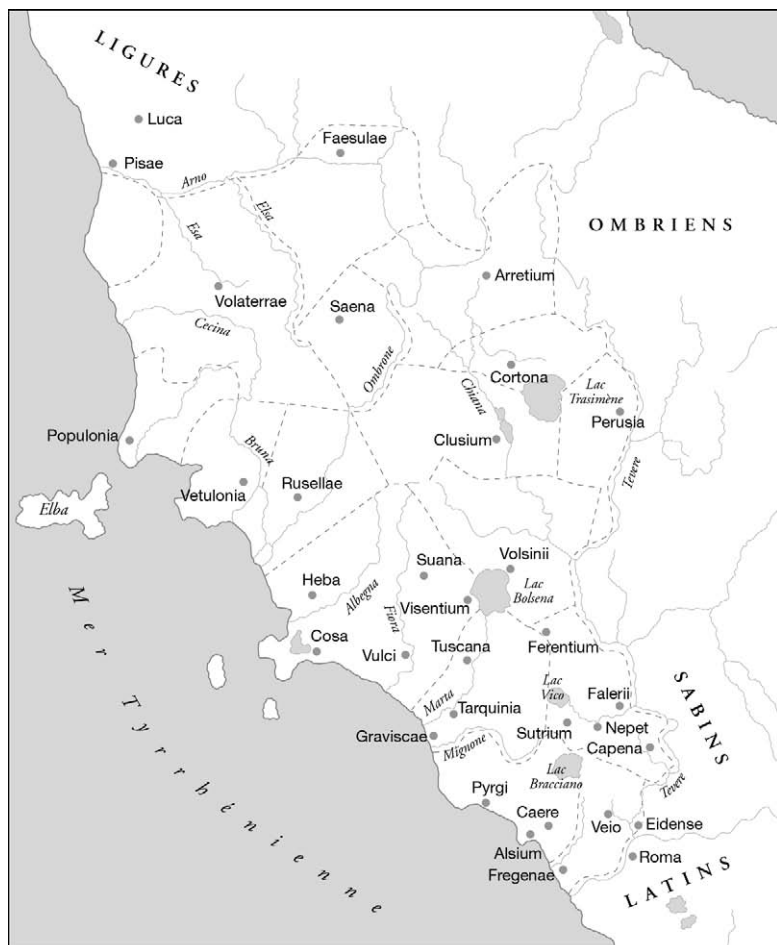 LIGURES
Luca
Faesulae
Pisae
Arno
Elsa
Esa
OMBRIENS
Arretium
Volaterrae
Saena
Cecina
Ombrone
Cortona
Lac
Trasimène
Chiana
Perusia
Populonia
Clusium
Bruna
Tevere
Vetulonia
Rusellae
Elba
Suana
Volsinii
Heba
Albegna
Lac
Bolsena
Visentium
Fiora
Cosa
Vulci
Tuscana
Ferentium
SABINS
Mer Tyrrhénienne
Marta
Lac
Vico
Falerii
Tarquinia
Nepet
Graviscae
Sutrium
Capena
Mignone
Lac
Bracciano
Tevere
Pyrgi
Caere
Veio
Eidense
Alsium
Roma
Fregenae
LATINS